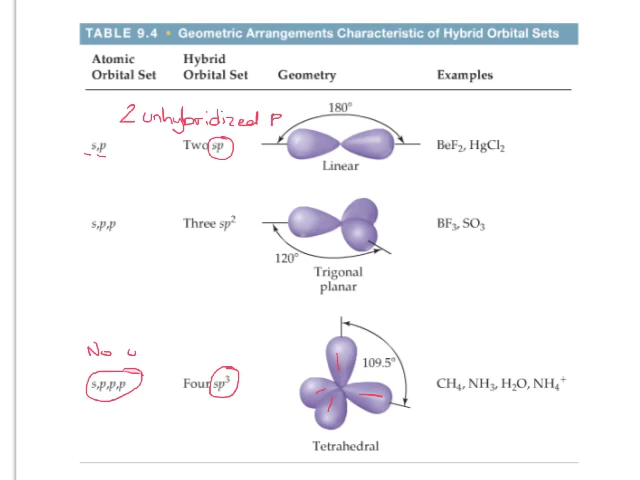 TABLE 9.4 • Geometric Arrangements Characteristic of Hybrid Orbital Sets
Atomic Orbital Set Hybrid Orbital Set Geometry Examples
2 unhybridized P
180°
s,p Two sp BeF₂, HgCl₂
Linear
s,p,p Three sp² BF₃, SO₃
120°
Trigonal
planar
No u
109.5°
s,p,p,p Four sp³ CH₄, NH₃, H₂O, NH₄⁺
Tetrahedral